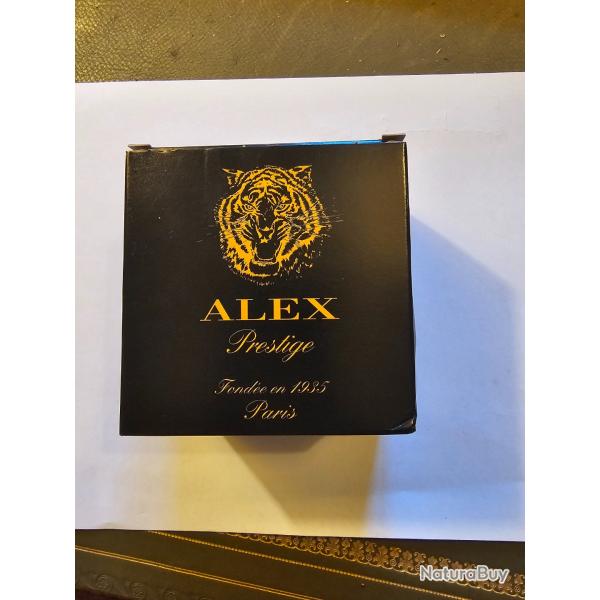 ALEX
Prestige
Fondée en 1935
Paris
NaturaBuy